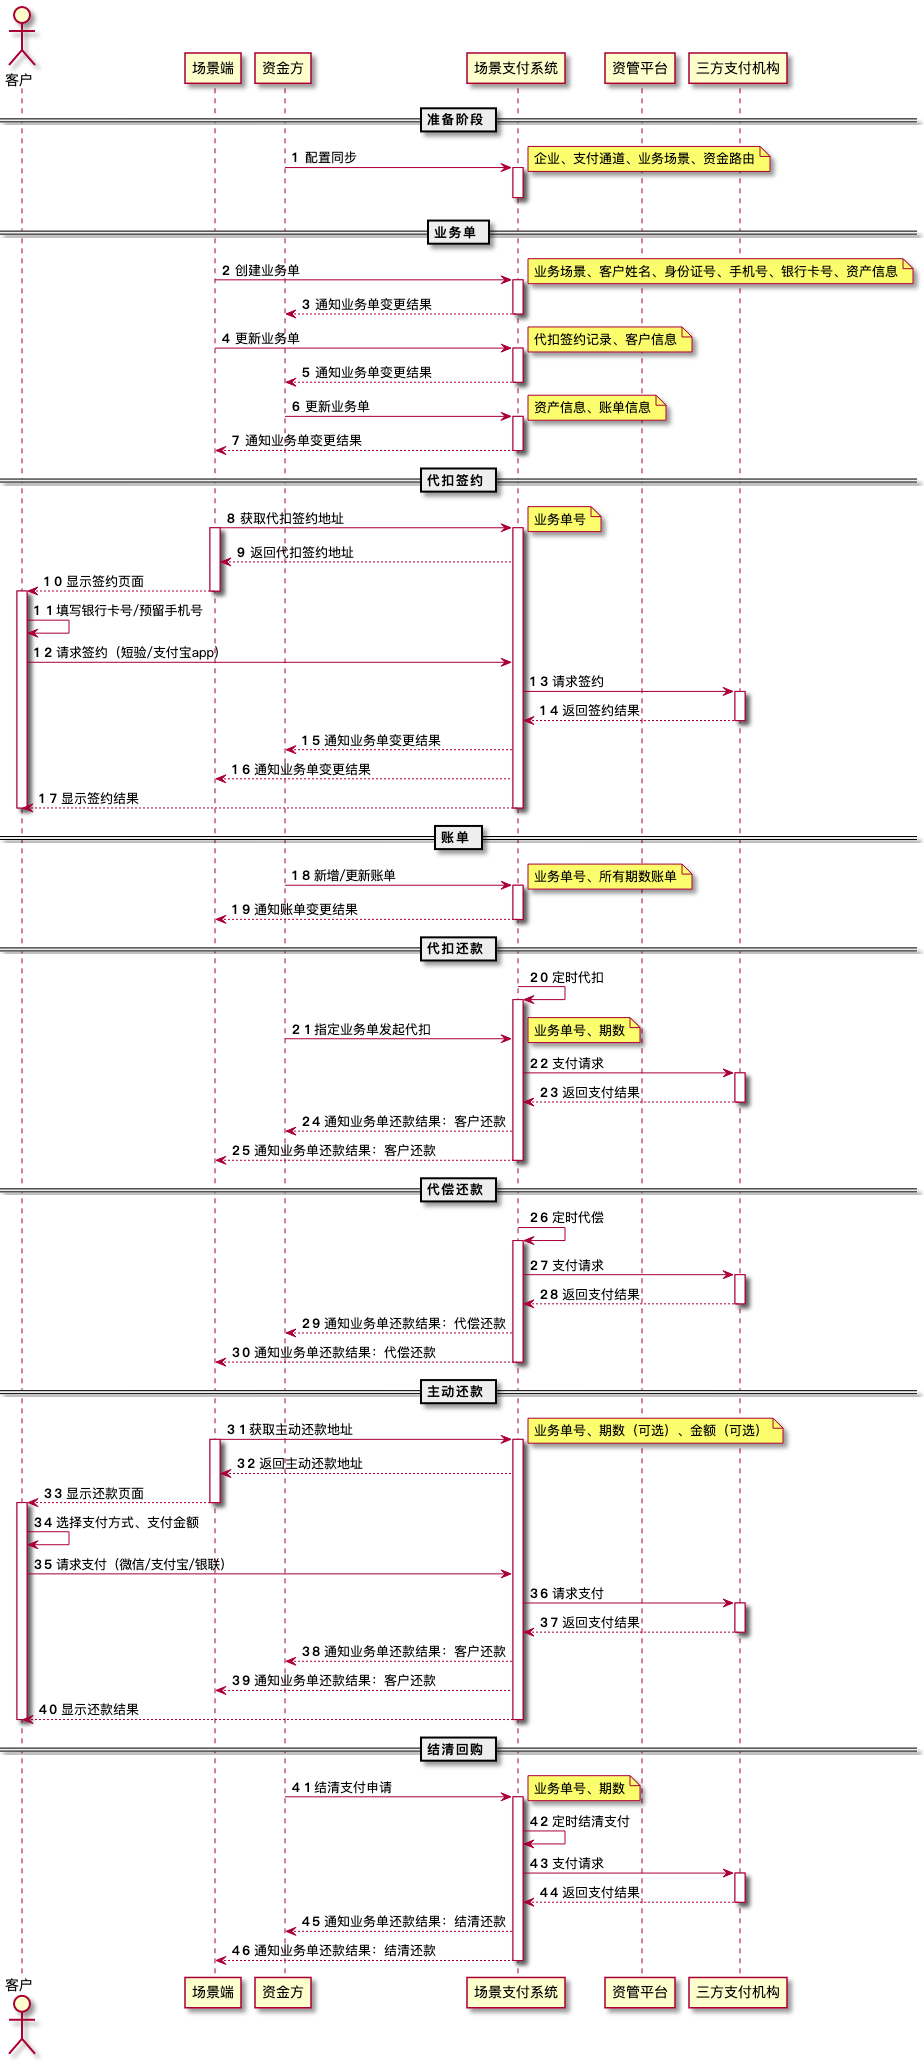 客户
场景端
资金方
场景支付系统
资管平台
三方支付机构
准备阶段
1 配置同步
企业、支付通道、业务场景、资金路由
业务单
2 创建业务单
业务场景、客户姓名、身份证号、手机号、银行卡号、资产信息
3 通知业务单变更结果
4 更新业务单
代扣签约记录、客户信息
5 通知业务单变更结果
6 更新业务单
资产信息、账单信息
7 通知业务单变更结果
代扣签约
8 获取代扣签约地址
业务单号
9 返回代扣签约地址
10 显示签约页面
11 填写银行卡号/预留手机号
12 请求签约（短验/支付宝app）
13 请求签约
14 返回签约结果
15 通知业务单变更结果
16 通知业务单变更结果
17 显示签约结果
账单
18 新增/更新账单
业务单号、所有期数账单
19 通知账单变更结果
代扣还款
20 定时代扣
21 指定业务单发起代扣
业务单号、期数
22 支付请求
23 返回支付结果
24 通知业务单还款结果：客户还款
25 通知业务单还款结果：客户还款
代偿还款
26 定时代偿
27 支付请求
28 返回支付结果
29 通知业务单还款结果：代偿还款
30 通知业务单还款结果：代偿还款
主动还款
31 获取主动还款地址
业务单号、期数（可选）、金额（可选）
32 返回主动还款地址
33 显示还款页面
34 选择支付方式、支付金额
35 请求支付（微信/支付宝/银联）
36 请求支付
37 返回支付结果
38 通知业务单还款结果：客户还款
39 通知业务单还款结果：客户还款
40 显示还款结果
结清回购
41 结清支付申请
业务单号、期数
42 定时结清支付
43 支付请求
44 返回支付结果
45 通知业务单还款结果：结清还款
46 通知业务单还款结果：结清还款
客户
场景端
资金方
场景支付系统
资管平台
三方支付机构